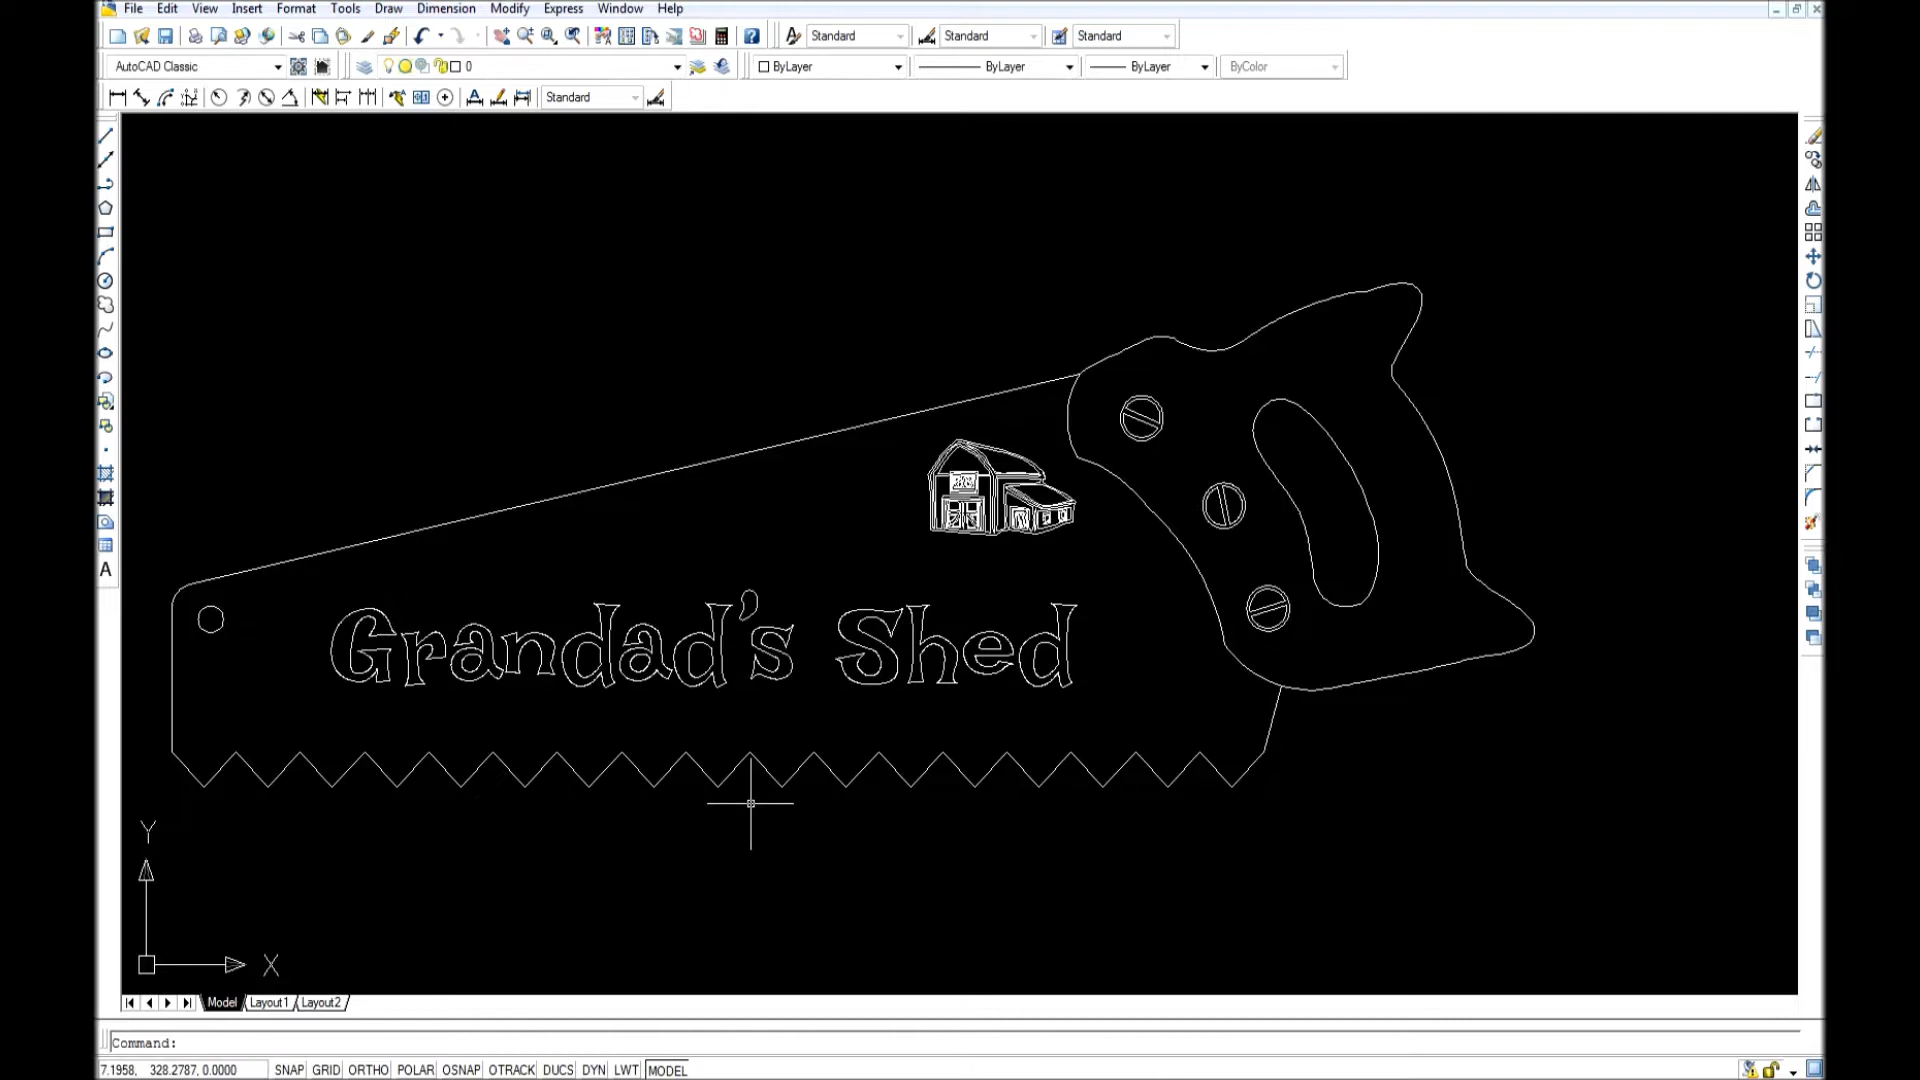 File Edit View Insert Format Tools Draw Dimension Modify Express Window Help
Standard Standard Standard
AutoCAD Classic 0 ByLayer ByLayer ByLayer ByColor
Standard
A
Grandad's Shed
Y
X
Model Layout1 Layout2
Command:
7.1958, 328.2787, 0.0000 SNAP GRID ORTHO POLAR OSNAP OTRACK DUCS DYN LWT MODEL